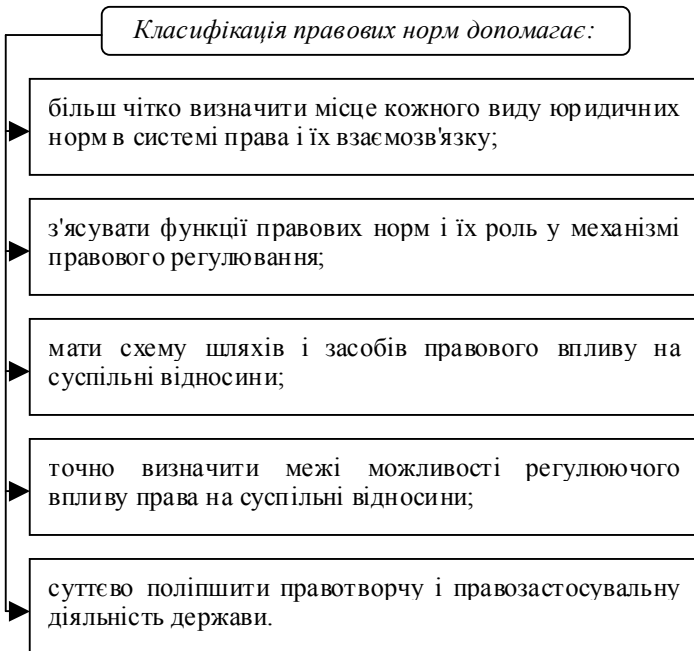 Класифікація правових норм допомагає:
більш чітко визначити місце кожного виду юридичних
норм в системі права і їх взаємозв'язку;
з'ясувати функції правових норм і їх роль у механізмі
правового регулювання;
мати схему шляхів і засобів правового впливу на
суспільні відносини;
точно визначити межі можливості регулюючого
впливу права на суспільні відносини;
суттєво поліпшити правотворчу і правозастосувальну
діяльність держави.